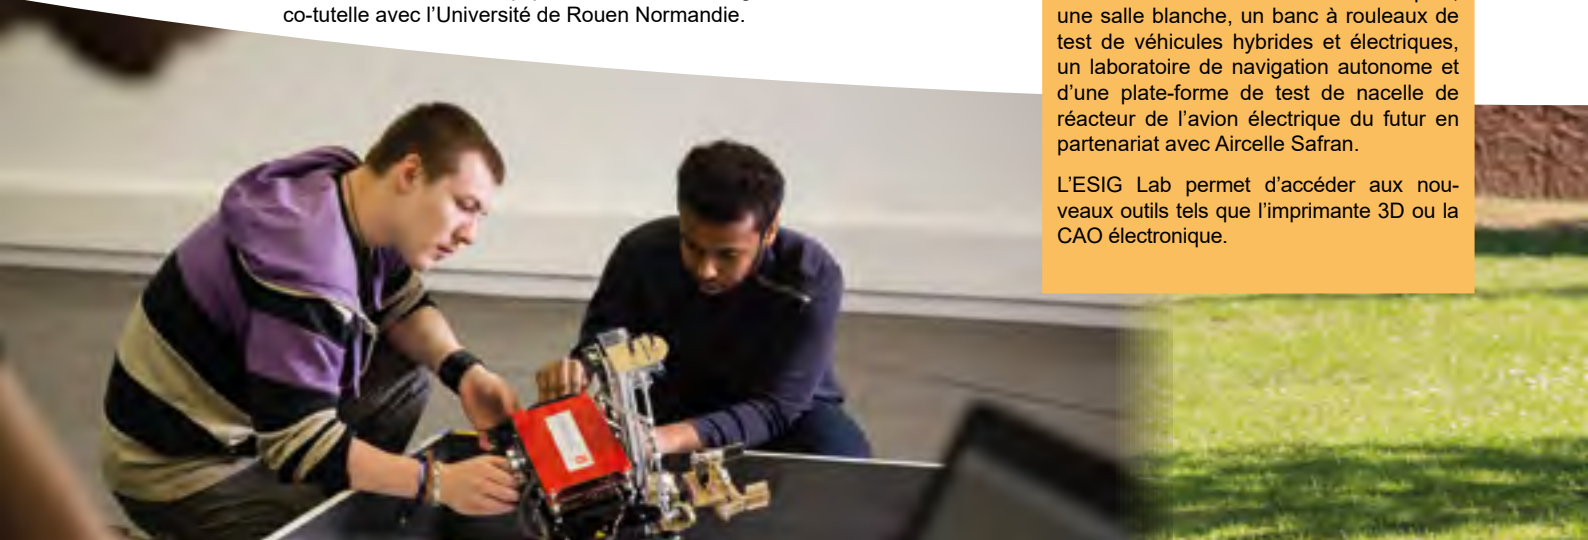 co-tutelle avec l’Université de Rouen Normandie.
une salle blanche, un banc à rouleaux de
test de véhicules hybrides et électriques,
un laboratoire de navigation autonome et
d’une plate-forme de test de nacelle de
réacteur de l’avion électrique du futur en
partenariat avec Aircelle Safran.
L’ESIG Lab permet d’accéder aux nou-
veaux outils tels que l’imprimante 3D ou la
CAO électronique.